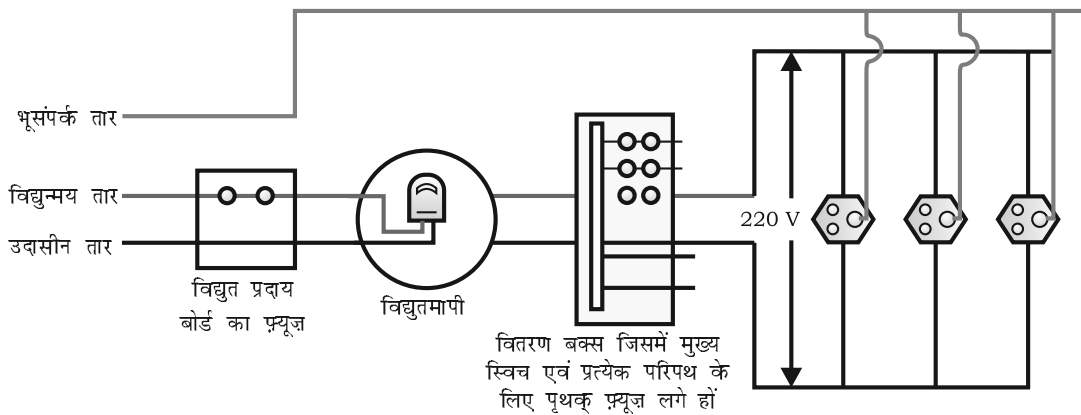 भूसंपर्क तार
विद्युन्मय तार
उदासीन तार
विद्युत प्रदाय
बोर्ड का फ़्यूज़
विद्युतमापी
वितरण बक्स जिसमें मुख्य
स्विच एवं प्रत्येक परिपथ के
लिए पृथक् फ़्यूज़ लगे हों
220 V